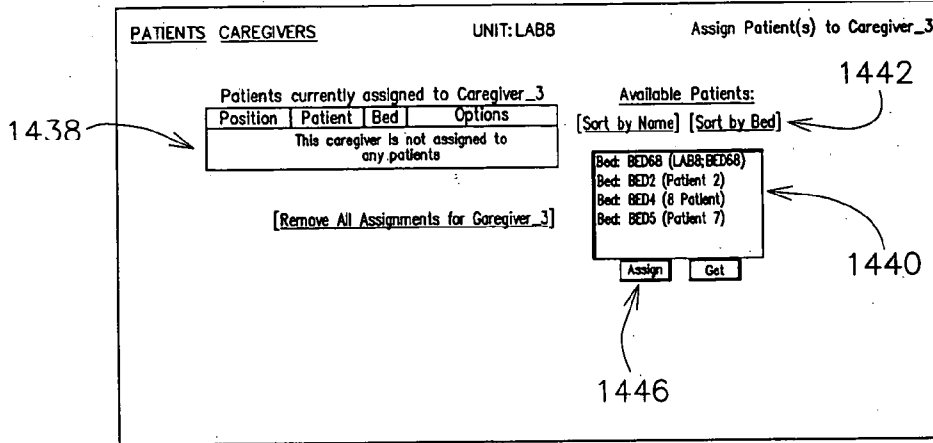 PATIENTS CAREGIVERS UNIT: LAB8 Assign Patient(s) to Caregiver_3
1442
Patients currently assigned to Caregiver_3 Available Patients:
1438
Position Patient Bed Options [Sort by Name] [Sort by Bed]
This caregiver is not assigned to
any patients
Bed: BED68 (LAB8;BED68)
Bed: BED2 (Patient 2)
Bed: BED4 (8 Patient)
Bed: BED5 (Patient 7)
[Remove All Assignments for Caregiver_3]
1440
Assign Get
1446